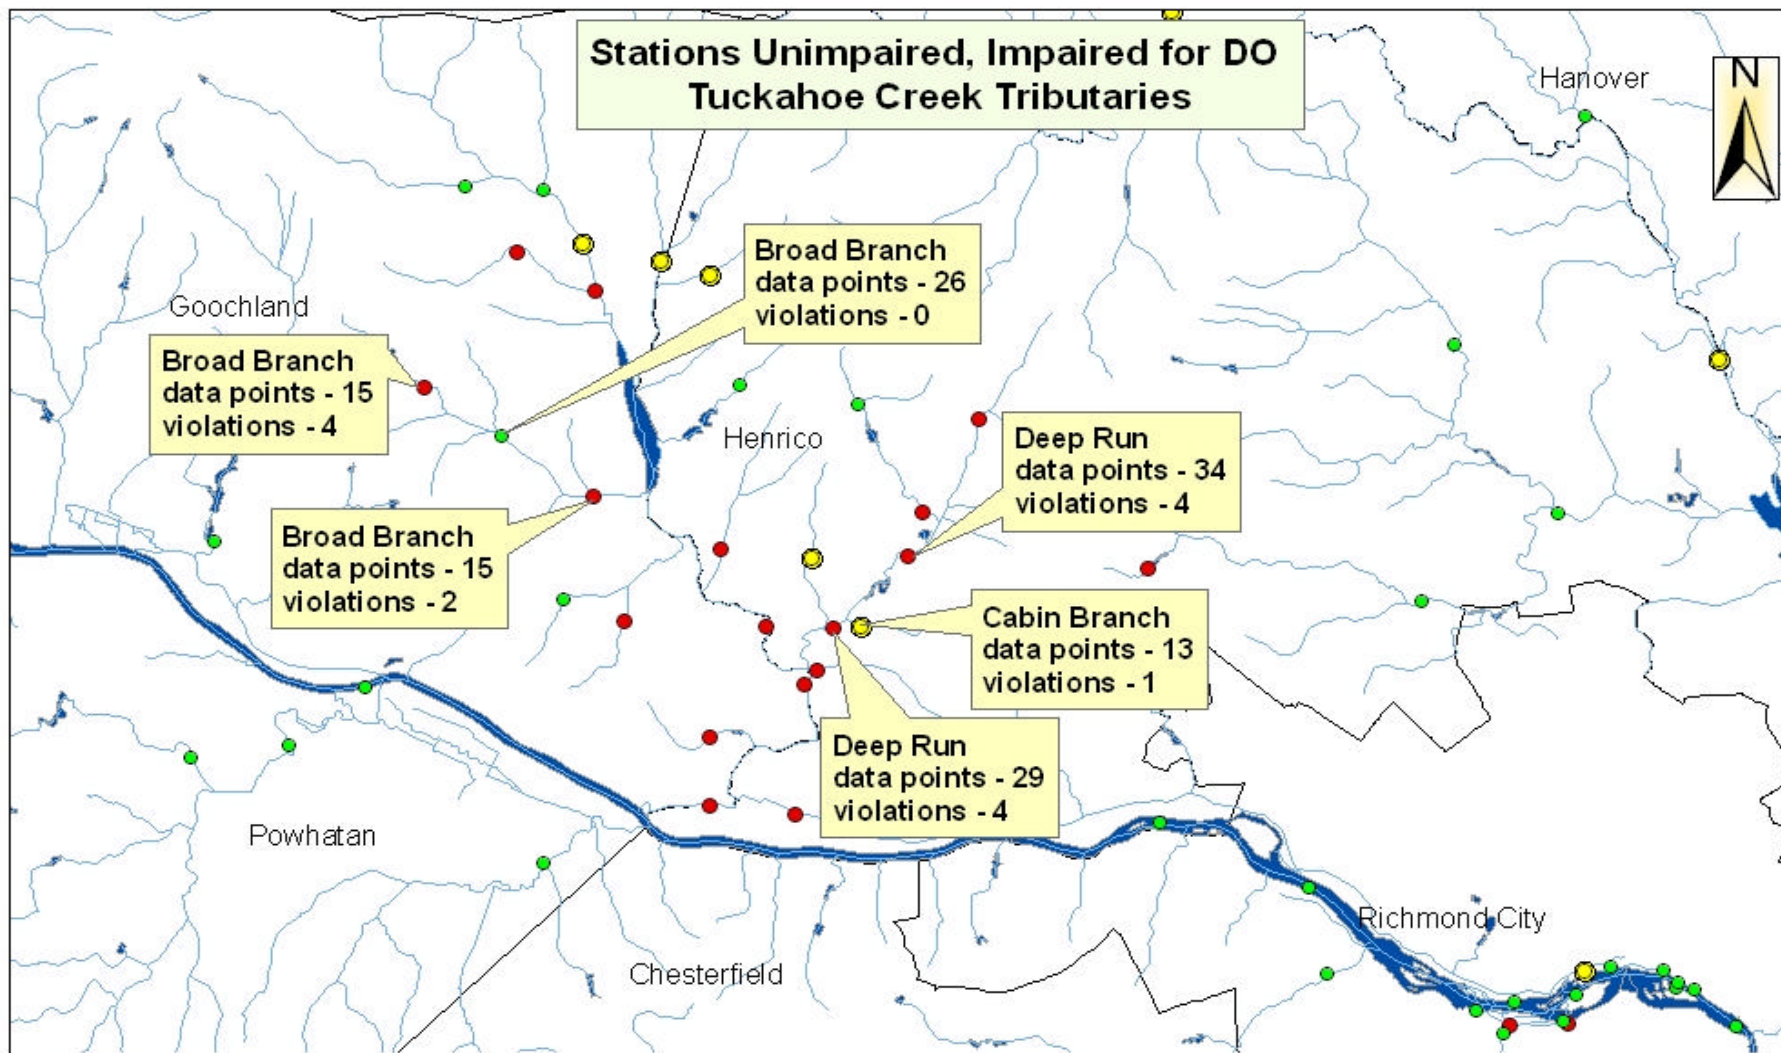 Stations Unimpaired, Impaired for DO
Tuckahoe Creek Tributaries
Hanover
N
Broad Branch
data points - 26
violations - 0
Goochland
Broad Branch
data points - 15
violations - 4
Henrico
Deep Run
data points - 34
violations - 4
Broad Branch
data points - 15
violations - 2
Cabin Branch
data points - 13
violations - 1
Deep Run
data points - 29
violations - 4
Powhatan
Richmond City
Chesterfield